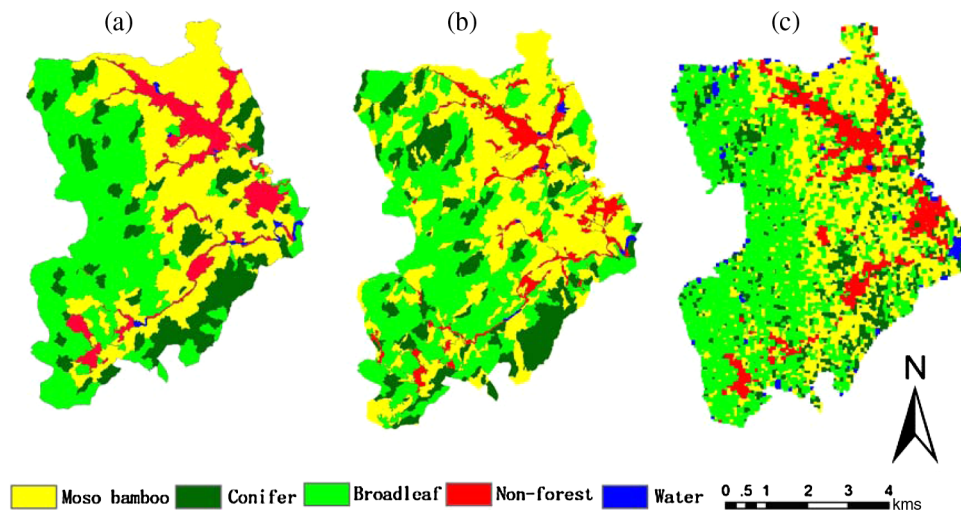 (a) (b) (c)
N
Moso bamboo Conifer Broadleaf Non-forest Water
0 .5 1 2 3 4
kms